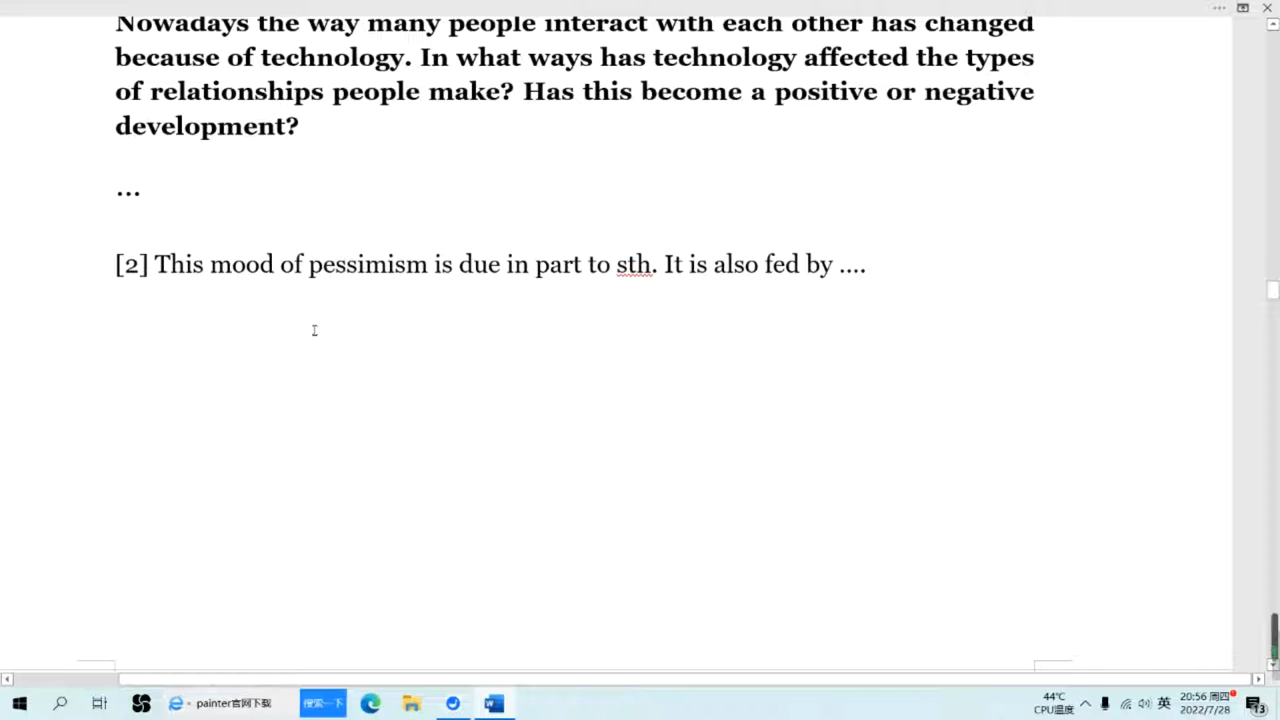 Nowadays the way many people interact with each other has changed
because of technology. In what ways has technology affected the types
of relationships people make? Has this become a positive or negative
development?
...
[2] This mood of pessimism is due in part to sth. It is also fed by ....
painter官网下载
搜索一下
44℃
CPU温度
英
20:56 周四
2022/7/28
13